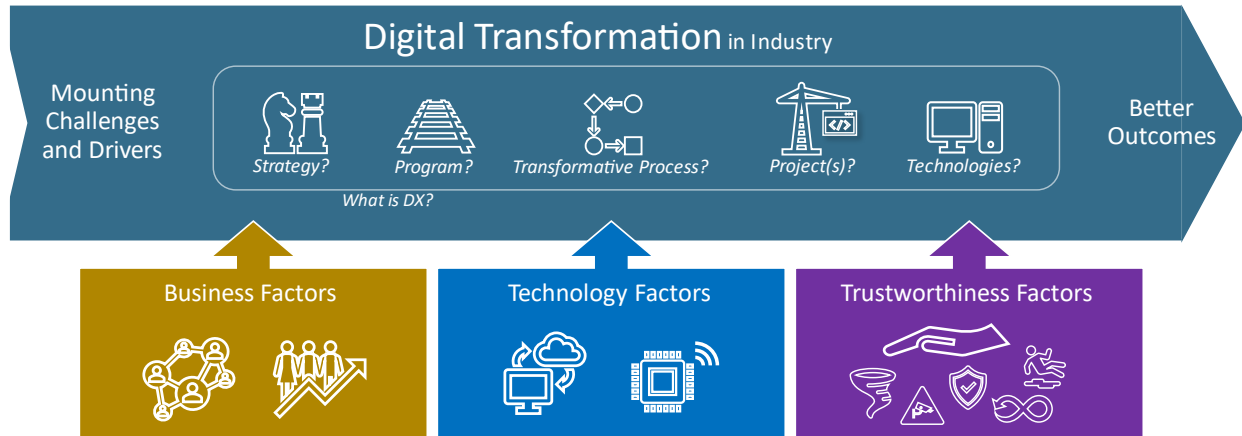 Digital Transformation in Industry
Mounting
Challenges
and Drivers
Strategy?
Program?
Transformative Process?
</>
Project(s)?
Technologies?
What is DX?
Better
Outcomes
Business Factors
Technology Factors
Trustworthiness Factors